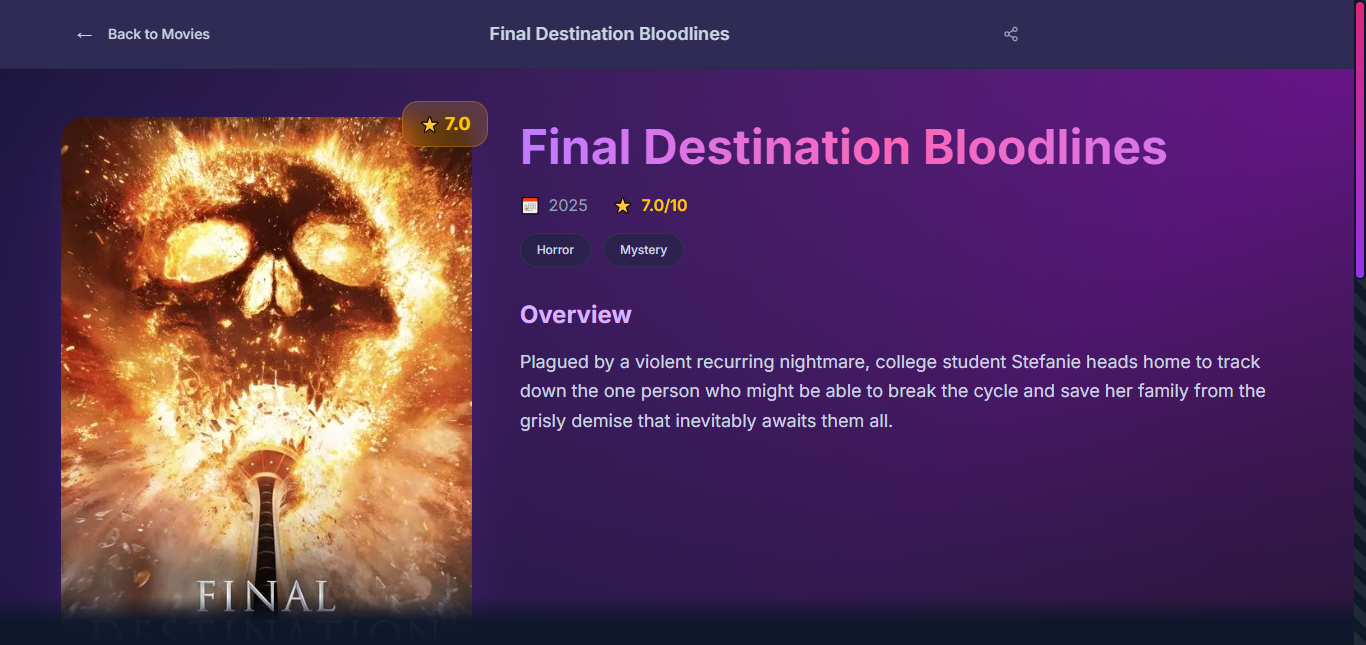 ← Back to Movies
Final Destination Bloodlines
7.0
Final Destination Bloodlines
2025
7.0/10
Horror
Mystery
Overview
Plagued by a violent recurring nightmare, college student Stefanie heads home to track
down the one person who might be able to break the cycle and save her family from the
grisly demise that inevitably awaits them all.
FINAL
DESTINATION